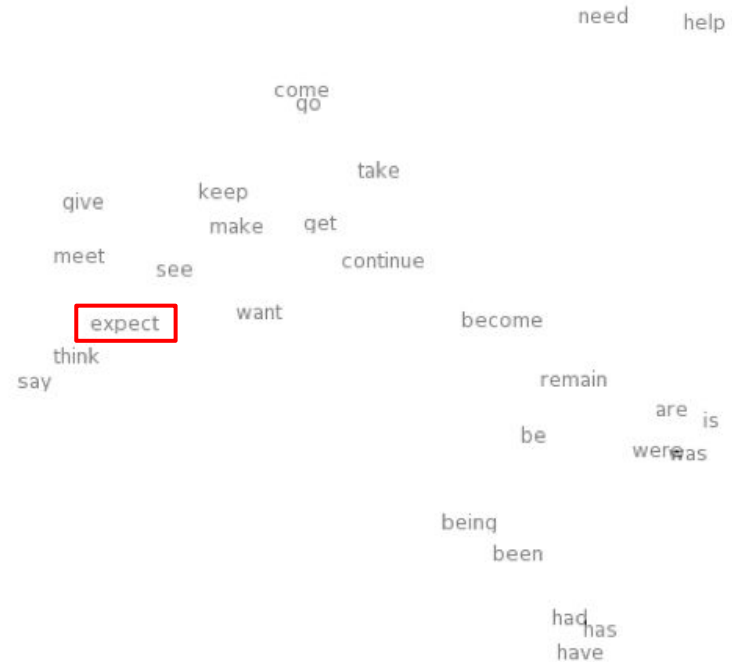 need help
come
go
take
keep
give
make get
meet
continue
see
want
become
expect
think
remain
say
are
is
be
were was
being
been
had
has
have